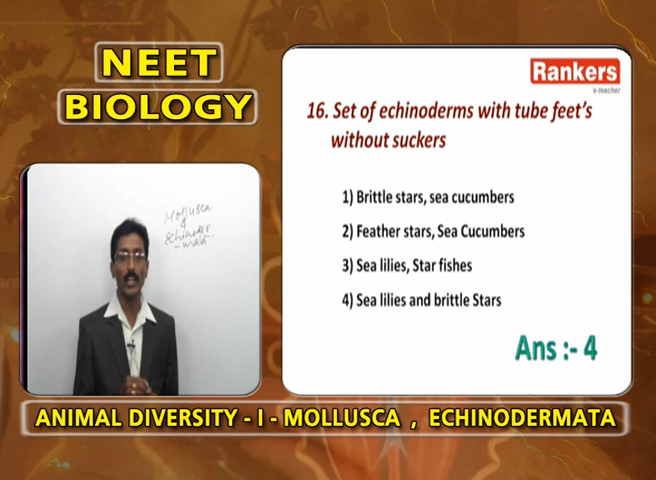 NEET
BIOLOGY
Rankers
e-teacher
16. Set of echinoderms with tube feet's
without suckers
1) Brittle stars, sea cucumbers
2) Feather stars, Sea Cucumbers
3) Sea lilies, Star fishes
4) Sea lilies and brittle Stars
Ans :- 4
Mollusca
&
Echinoder
-mata
ANIMAL DIVERSITY - I - MOLLUSCA , ECHINODERMATA